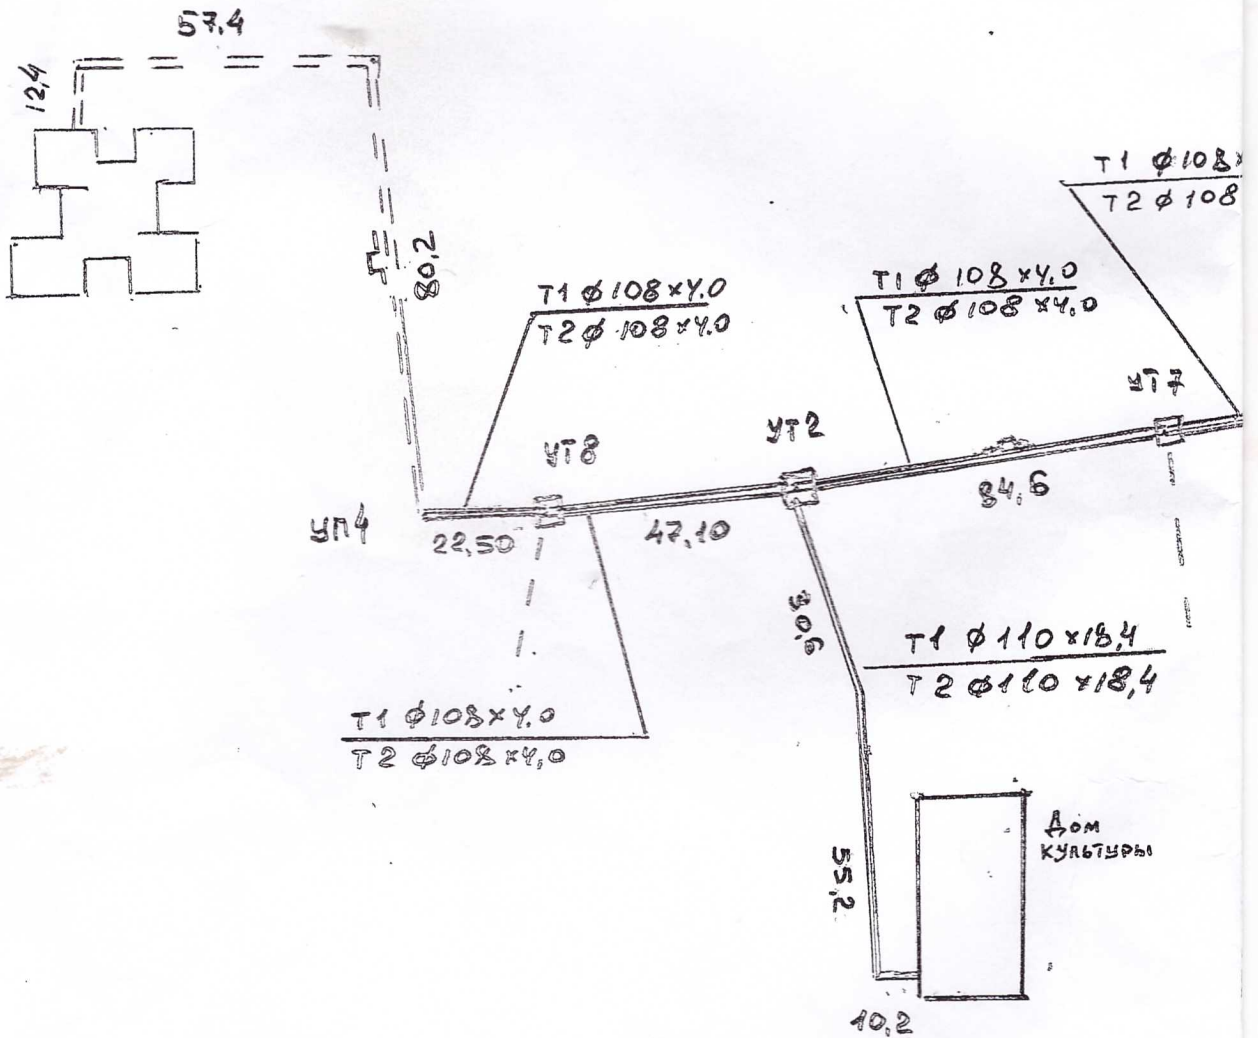 57,4
12,4
80,2
Т1 ф108×4.0
Т2 ф108×4.0
Т1 ф108×4.0
Т2 ф108×4.0
Т1 ф108×
Т2 ф108
УТ7
УТ2
УТ8
УП4
22,50
47,10
84,6
30,6
Т1 ф110×18,4
Т2 ф110×18,4
Т1 ф108×4.0
Т2 ф108×4,0
Дом
культуры
55,2
10,2